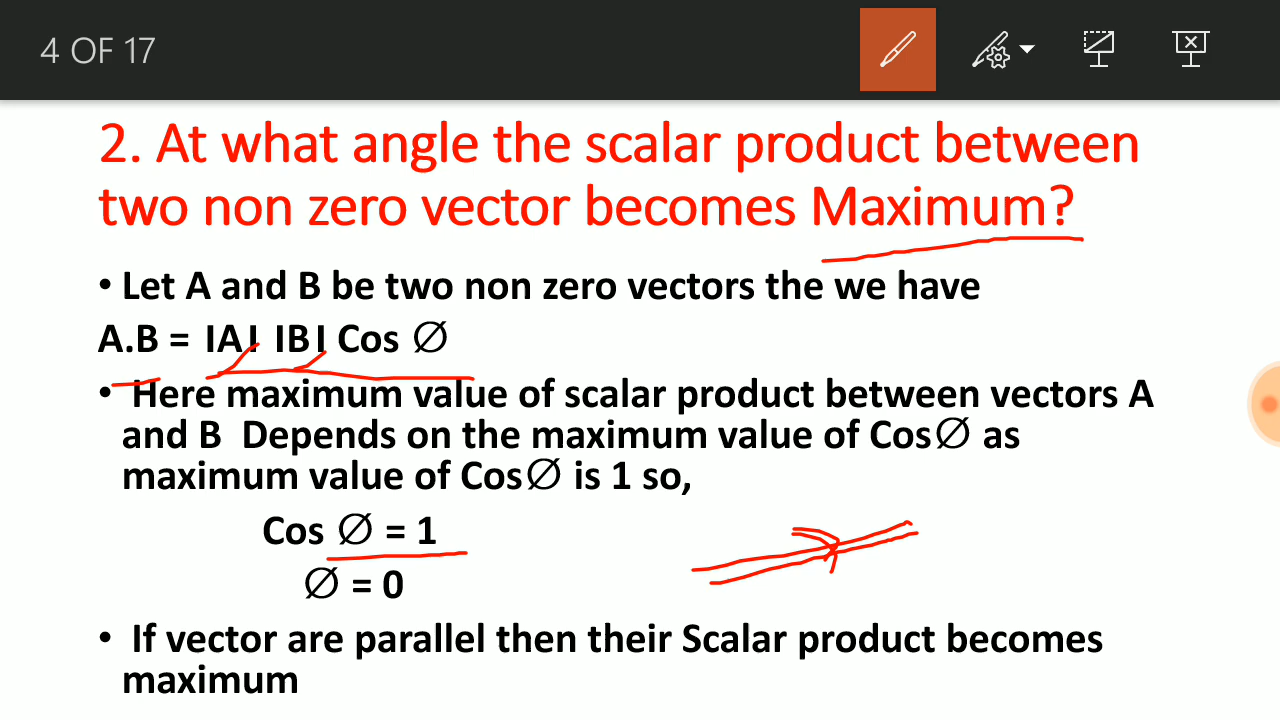 4 OF 17
2. At what angle the scalar product between
two non zero vector becomes Maximum?
• Let A and B be two non zero vectors the we have
A.B = IAI IBI Cos ∅
• Here maximum value of scalar product between vectors A
and B Depends on the maximum value of Cos∅ as
maximum value of Cos∅ is 1 so,
Cos ∅ = 1
∅ = 0
• If vector are parallel then their Scalar product becomes
maximum